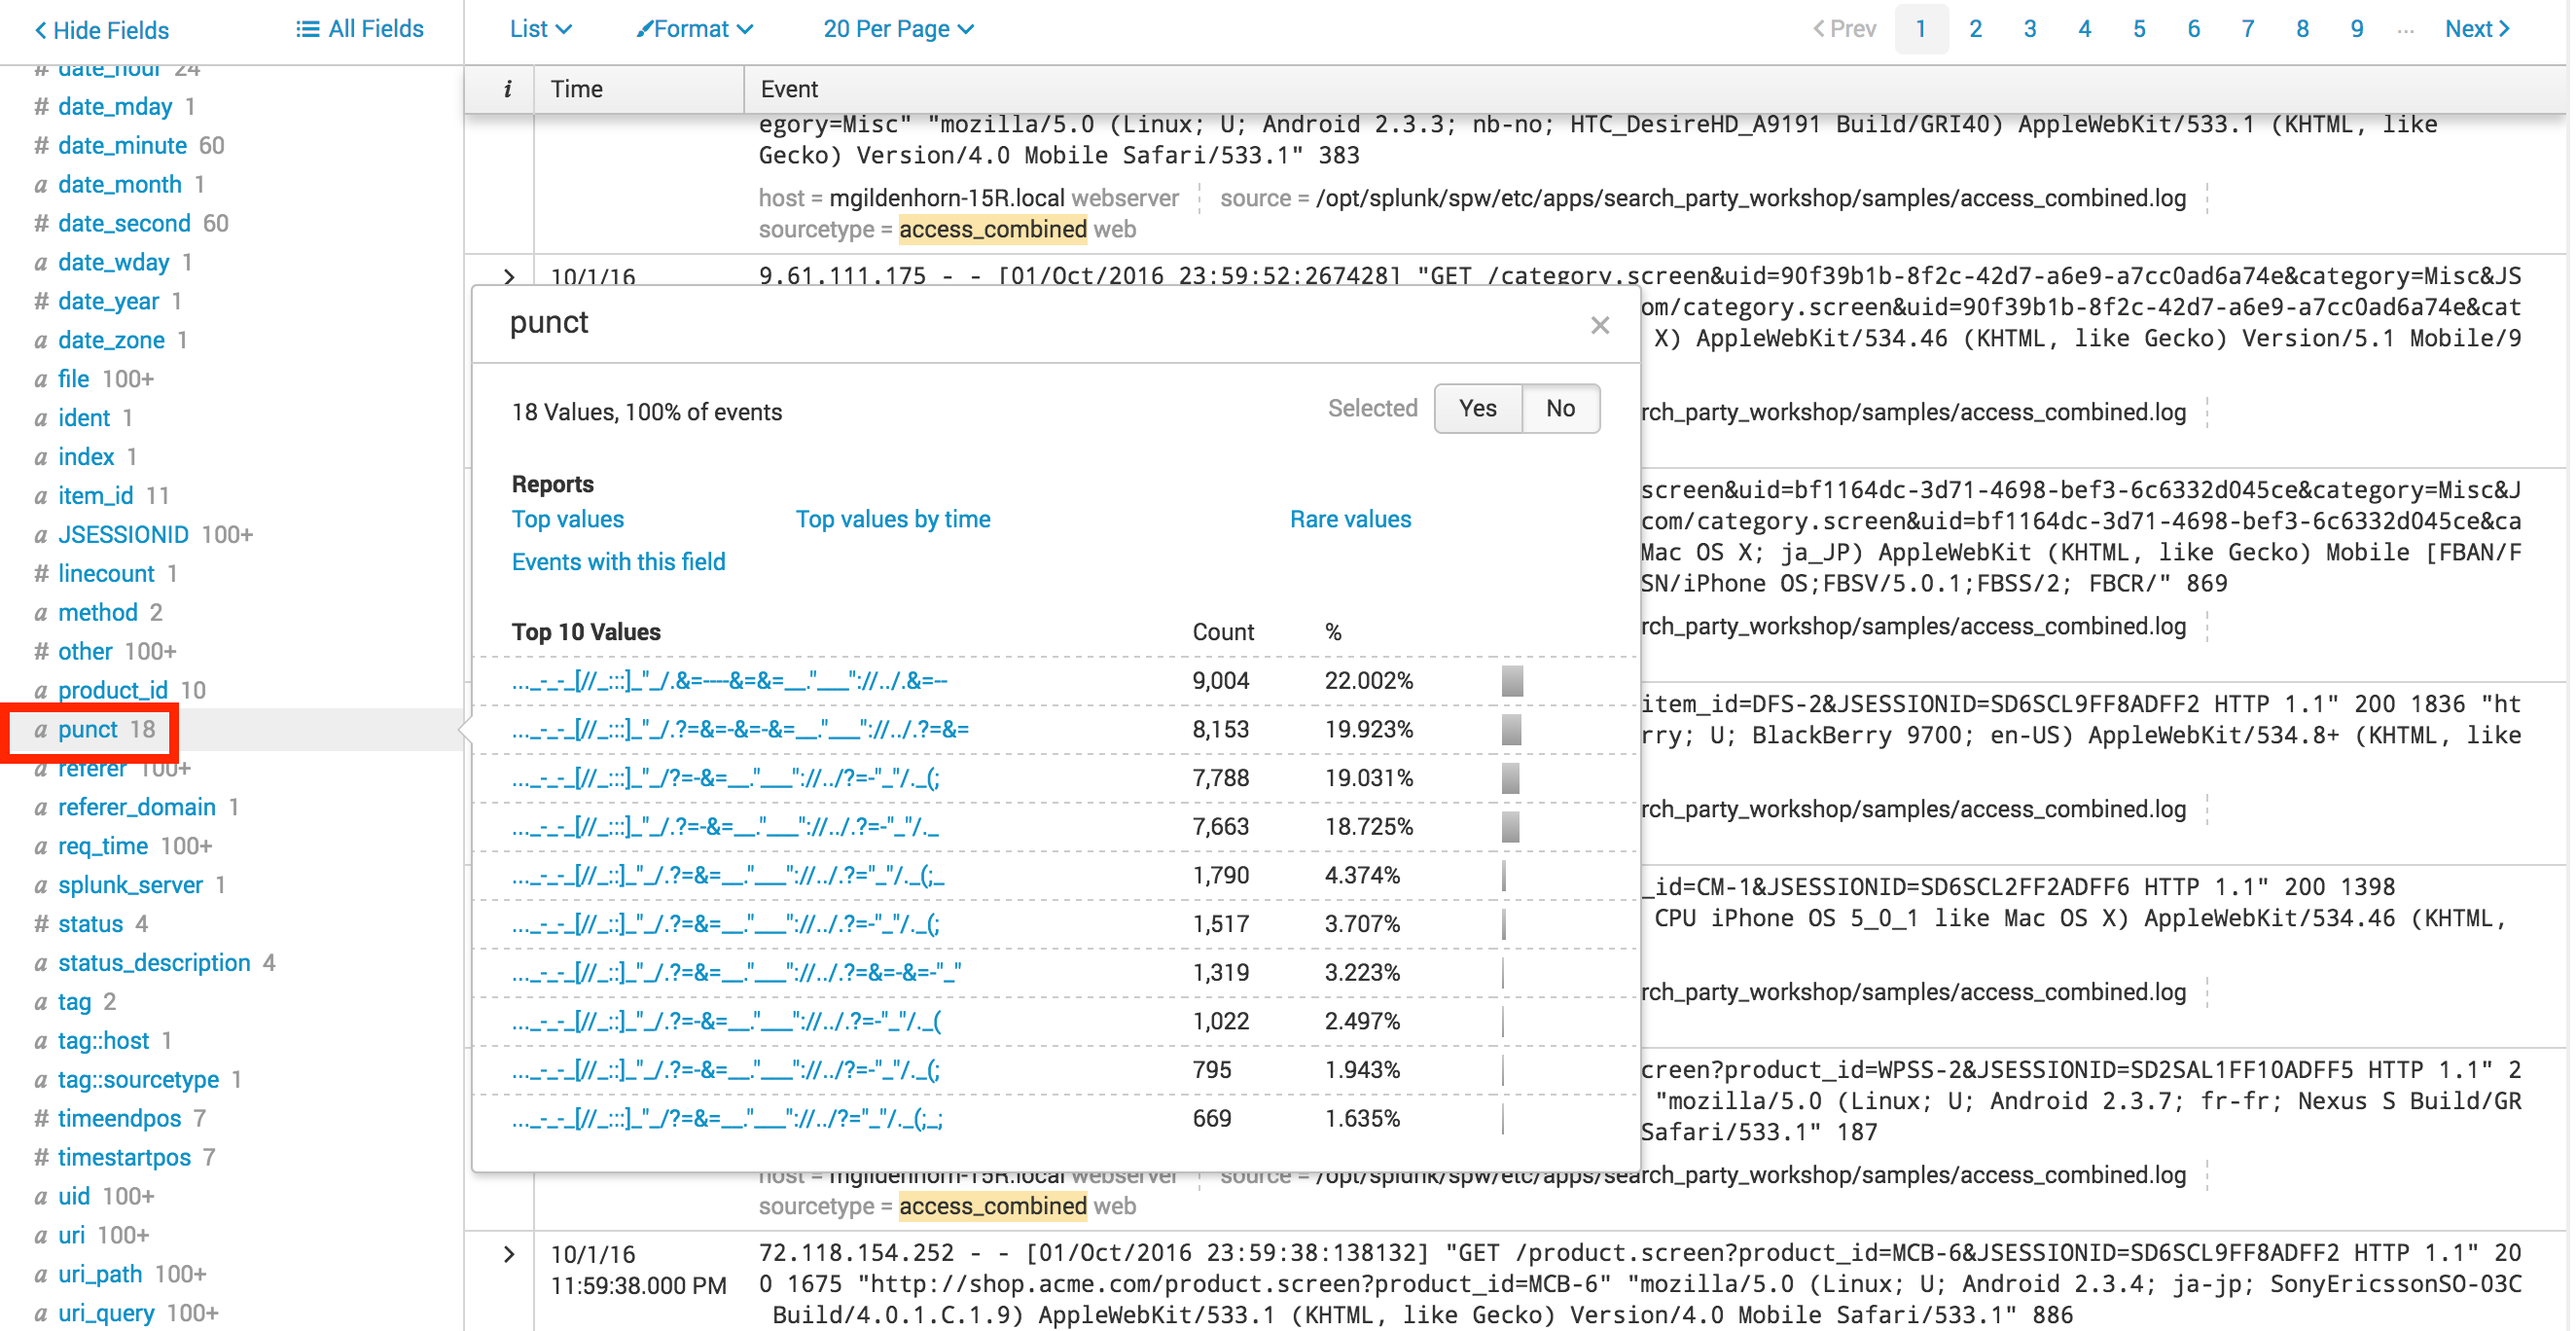 Hide Fields
All Fields
List
Format
20 Per Page
Prev 1 2 3 4 5 6 7 8 9 ... Next
# date_hour 24
# date_mday 1
# date_minute 60
a date_month 1
# date_second 60
a date_wday 1
# date_year 1
a date_zone 1
a file 100+
a ident 1
a index 1
a item_id 11
a JSESSIONID 100+
# linecount 1
a method 2
# other 100+
a product_id 10
a punct 18
a referer 100+
a referer_domain 1
a req_time 100+
a splunk_server 1
# status 4
a status_description 4
a tag 2
a tag::host 1
a tag::sourcetype 1
# timeendpos 7
# timestartpos 7
a uid 100+
a uri 100+
a uri_path 100+
a uri_query 100+
i Time Event
egory=Misc" "mozilla/5.0 (Linux; U; Android 2.3.3; nb-no; HTC_DesireHD_A9191 Build/GRI40) AppleWebKit/533.1 (KHTML, like
Gecko) Version/4.0 Mobile Safari/533.1" 383
host = mgildenhorn-15R.local webserver source = /opt/splunk/spw/etc/apps/search_party_workshop/samples/access_combined.log
sourcetype = access_combined web
10/1/16 9.61.111.175 - - [01/Oct/2016 23:59:52:267428] "GET /category.screen&uid=90f39b1b-8f2c-42d7-a6e9-a7cc0ad6a74e&category=Misc&JS
om/category.screen&uid=90f39b1b-8f2c-42d7-a6e9-a7cc0ad6a74e&cat
X) AppleWebKit/534.46 (KHTML, like Gecko) Version/5.1 Mobile/9
rch_party_workshop/samples/access_combined.log
screen&uid=bf1164dc-3d71-4698-bef3-6c6332d045ce&category=Misc&J
com/category.screen&uid=bf1164dc-3d71-4698-bef3-6c6332d045ce&ca
Mac OS X; ja_JP) AppleWebKit (KHTML, like Gecko) Mobile [FBAN/F
SN/iPhone OS;FBSV/5.0.1;FBSS/2; FBCR/" 869
rch_party_workshop/samples/access_combined.log
item_id=DFS-2&JSESSIONID=SD6SCL9FF8ADFF2 HTTP 1.1" 200 1836 "ht
rry; U; BlackBerry 9700; en-US) AppleWebKit/534.8+ (KHTML, like
rch_party_workshop/samples/access_combined.log
_id=CM-1&JSESSIONID=SD6SCL2FF2ADFF6 HTTP 1.1" 200 1398
CPU iPhone OS 5_0_1 like Mac OS X) AppleWebKit/534.46 (KHTML,
rch_party_workshop/samples/access_combined.log
creen?product_id=WPSS-2&JSESSIONID=SD2SAL1FF10ADFF5 HTTP 1.1" 2
"mozilla/5.0 (Linux; U; Android 2.3.7; fr-fr; Nexus S Build/GR
Safari/533.1" 187
punct
18 Values, 100% of events
Selected Yes No
Reports
Top values Top values by time Rare values
Events with this field
Top 10 Values Count %
..._-_-_[//_:::]_"_/.&=----&=&=__."___"://../.&=-- 9,004 22.002%
..._-_-_[//_:::]_"_/.?=&=-&=-&=__."___"://../.?=&= 8,153 19.923%
..._-_-_[//_:::]_"_/?=-&=__."___"://../?=-"_"/._(; 7,788 19.031%
..._-_-_[//_:::]_"_/.?=-&=__."___"://../.?=-"_"/._ 7,663 18.725%
..._-_-_[//_::]_"_/.?=&=__."___"://../.?="_"/._(;_ 1,790 4.374%
..._-_-_[//_::]_"_/.?=&=__."___"://../.?=-"_"/._(; 1,517 3.707%
..._-_-_[//_::]_"_/.?=&=__."___"://../.?=&=-&=-"_" 1,319 3.223%
..._-_-_[//_::]_"_/.?=-&=__."___"://../.?=-"_"/._( 1,022 2.497%
..._-_-_[//_::]_"_/.?=-&=__."___"://../?=-"_"/._(; 795 1.943%
..._-_-_[//_:::]_"_/?=&=__."___"://../?="_"/._(;_; 669 1.635%
host = mgildenhorn-15R.local webserver source = /opt/splunk/spw/etc/apps/search_party_workshop/samples/access_combined.log
sourcetype = access_combined web
10/1/16 72.118.154.252 - - [01/Oct/2016 23:59:38:138132] "GET /product.screen?product_id=MCB-6&JSESSIONID=SD6SCL9FF8ADFF2 HTTP 1.1" 20
11:59:38.000 PM 0 1675 "http://shop.acme.com/product.screen?product_id=MCB-6" "mozilla/5.0 (Linux; U; Android 2.3.4; ja-jp; SonyEricssonSO-03C
Build/4.0.1.C.1.9) AppleWebKit/533.1 (KHTML, like Gecko) Version/4.0 Mobile Safari/533.1" 886